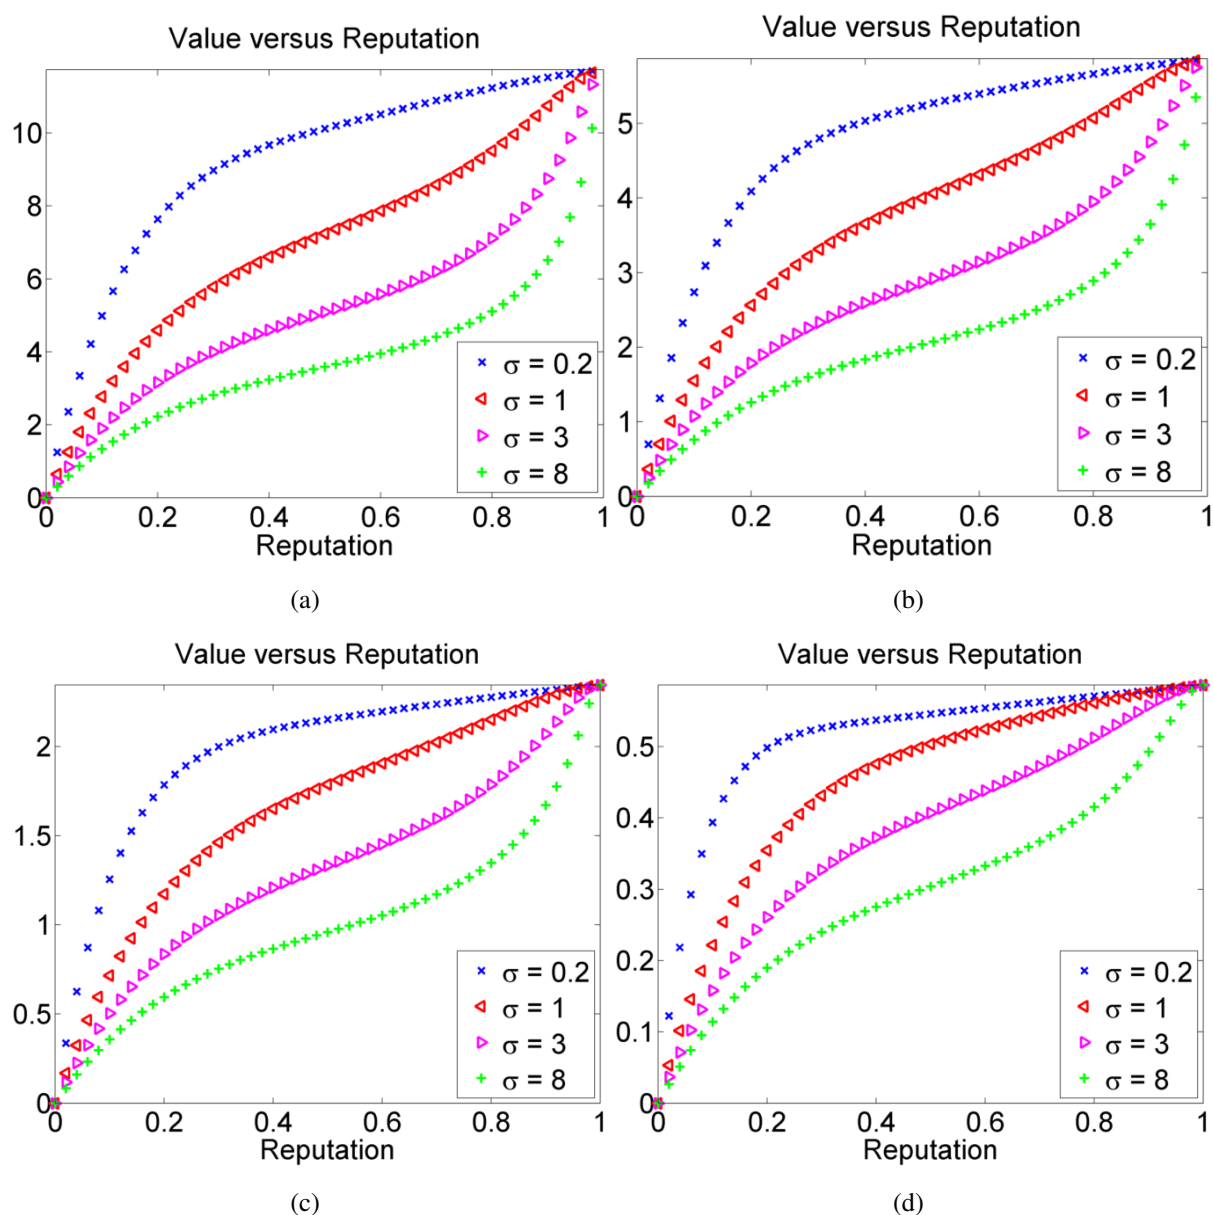 Value versus Reputation
10
8
6
4
2
0
0 0.2 0.4 0.6 0.8 1
Reputation
σ = 0.2
σ = 1
σ = 3
σ = 8
(a)
Value versus Reputation
5
4
3
2
1
0
0 0.2 0.4 0.6 0.8 1
Reputation
σ = 0.2
σ = 1
σ = 3
σ = 8
(b)
Value versus Reputation
2
1.5
1
0.5
0
0 0.2 0.4 0.6 0.8 1
Reputation
σ = 0.2
σ = 1
σ = 3
σ = 8
(c)
Value versus Reputation
0.5
0.4
0.3
0.2
0.1
0
0 0.2 0.4 0.6 0.8 1
Reputation
σ = 0.2
σ = 1
σ = 3
σ = 8
(d)